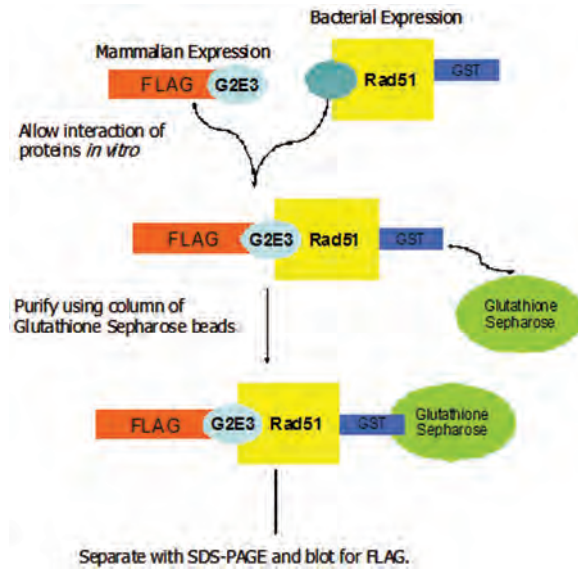 Bacterial Expression
Mammalian Expression
FLAG G2E3
Rad51 GST
Allow interaction of
proteins in vitro
FLAG G2E3 Rad51 GST
Glutathione
Sepharose
Purify using column of
Glutathione Sepharose beads
FLAG G2E3 Rad51 GST
Glutathione
Sepharose
Separate with SDS-PAGE and blot for FLAG.